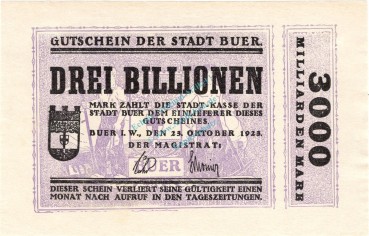 GUTSCHEIN DER STADT BUER.
DREI BILLIONEN
MARK ZAHLT DIE STADT-KASSE DER
STADT BUER DEM EINLIEFERER DIESES
GUTSCHEINES.
BUER I.W., DEN 25. OKTOBER 1923.
DER MAGISTRAT:
DIESER SCHEIN VERLIERT SEINE GÜLTIGKEIT EINEN
MONAT NACH AUFRUF IN DEN TAGESZEITUNGEN.
3000
MILLIARDEN MARK